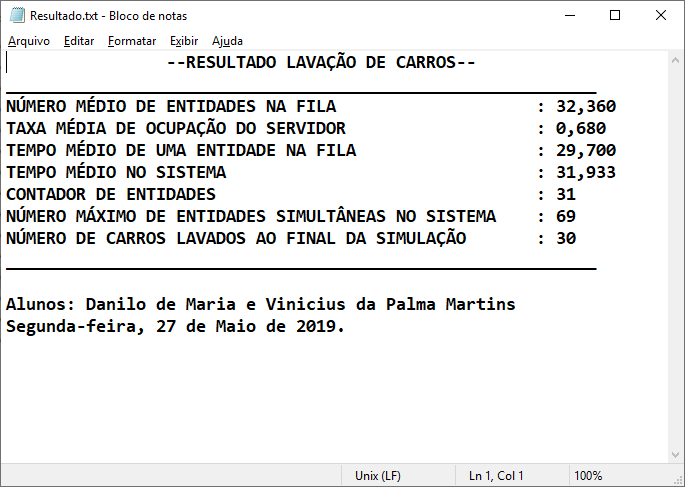 Resultado.txt - Bloco de notas
Arquivo Editar Formatar Exibir Ajuda
--RESULTADO LAVAÇÃO DE CARROS--
NÚMERO MÉDIO DE ENTIDADES NA FILA : 32,360
TAXA MÉDIA DE OCUPAÇÃO DO SERVIDOR : 0,680
TEMPO MÉDIO DE UMA ENTIDADE NA FILA : 29,700
TEMPO MÉDIO NO SISTEMA : 31,933
CONTADOR DE ENTIDADES : 31
NÚMERO MÁXIMO DE ENTIDADES SIMULTÂNEAS NO SISTEMA : 69
NÚMERO DE CARROS LAVADOS AO FINAL DA SIMULAÇÃO : 30
Alunos: Danilo de Maria e Vinicius da Palma Martins
Segunda-feira, 27 de Maio de 2019.
Unix (LF) Ln 1, Col 1 100%